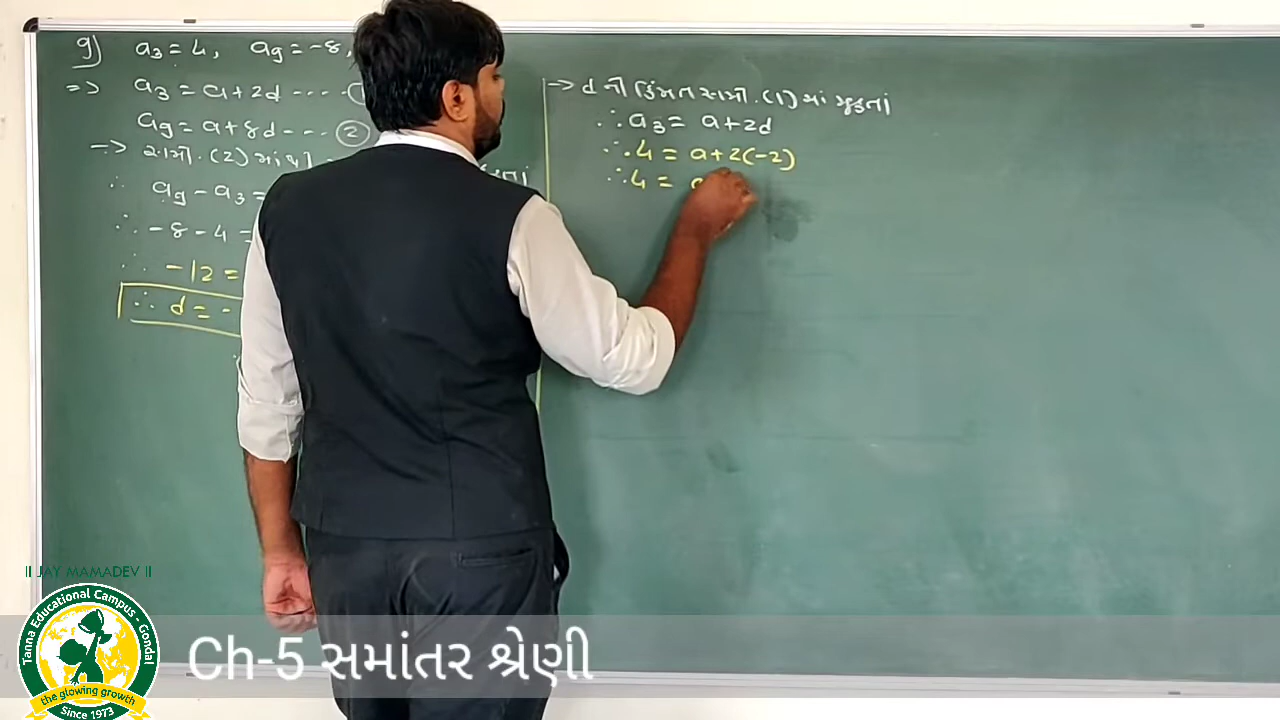 9) a₃ = 4, a₉ = -8,
=> a₃ = a+2d ----
a₉ = a+8d ---- (2)
-> સમી. (2) માંથી
∴ a₉ - a₃ =
∴ -8 - 4 =
∴ -12 =
∴ d = -
-> d ની કિંમત સમી. (1) માં મૂકતાં
∴ a₃ = a+2d
∴ 4 = a+2(-2)
∴ 4 =
॥ JAY MAMADEV ॥
Tanna Educational Campus - Gondal
the glowing growth
Since 1973
Ch-5 સમાંતર શ્રેણી